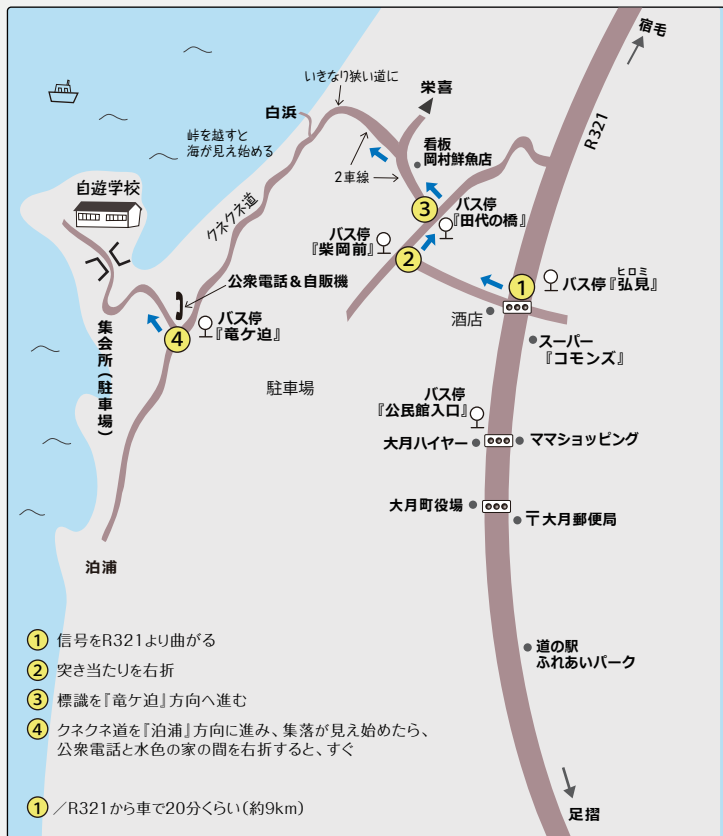 宿毛
R321
いきなり狭い道に
栄喜
白浜
看板
岡村鮮魚店
峠を越すと
海が見え始める
2車線
自遊学校
クネクネ道
バス停
『田代の橋』
バス停
『柴岡前』
3
2
公衆電話&自販機
1
ヒロミ
バス停『弘見』
酒店
バス停
『竜ケ迫』
4
スーパー
『コモンズ』
集会所(駐車場)
駐車場
バス停
『公民館入口』
大月ハイヤー
ママショッピング
大月町役場
〒大月郵便局
泊浦
道の駅
ふれあいパーク
足摺
1 信号をR321より曲がる
2 突き当たりを右折
3 標識を『竜ケ迫』方向へ進む
4 クネクネ道を『泊浦』方向に進み、集落が見え始めたら、
公衆電話と水色の家の間を右折すると、すぐ
1 /R321から車で20分くらい(約9km)